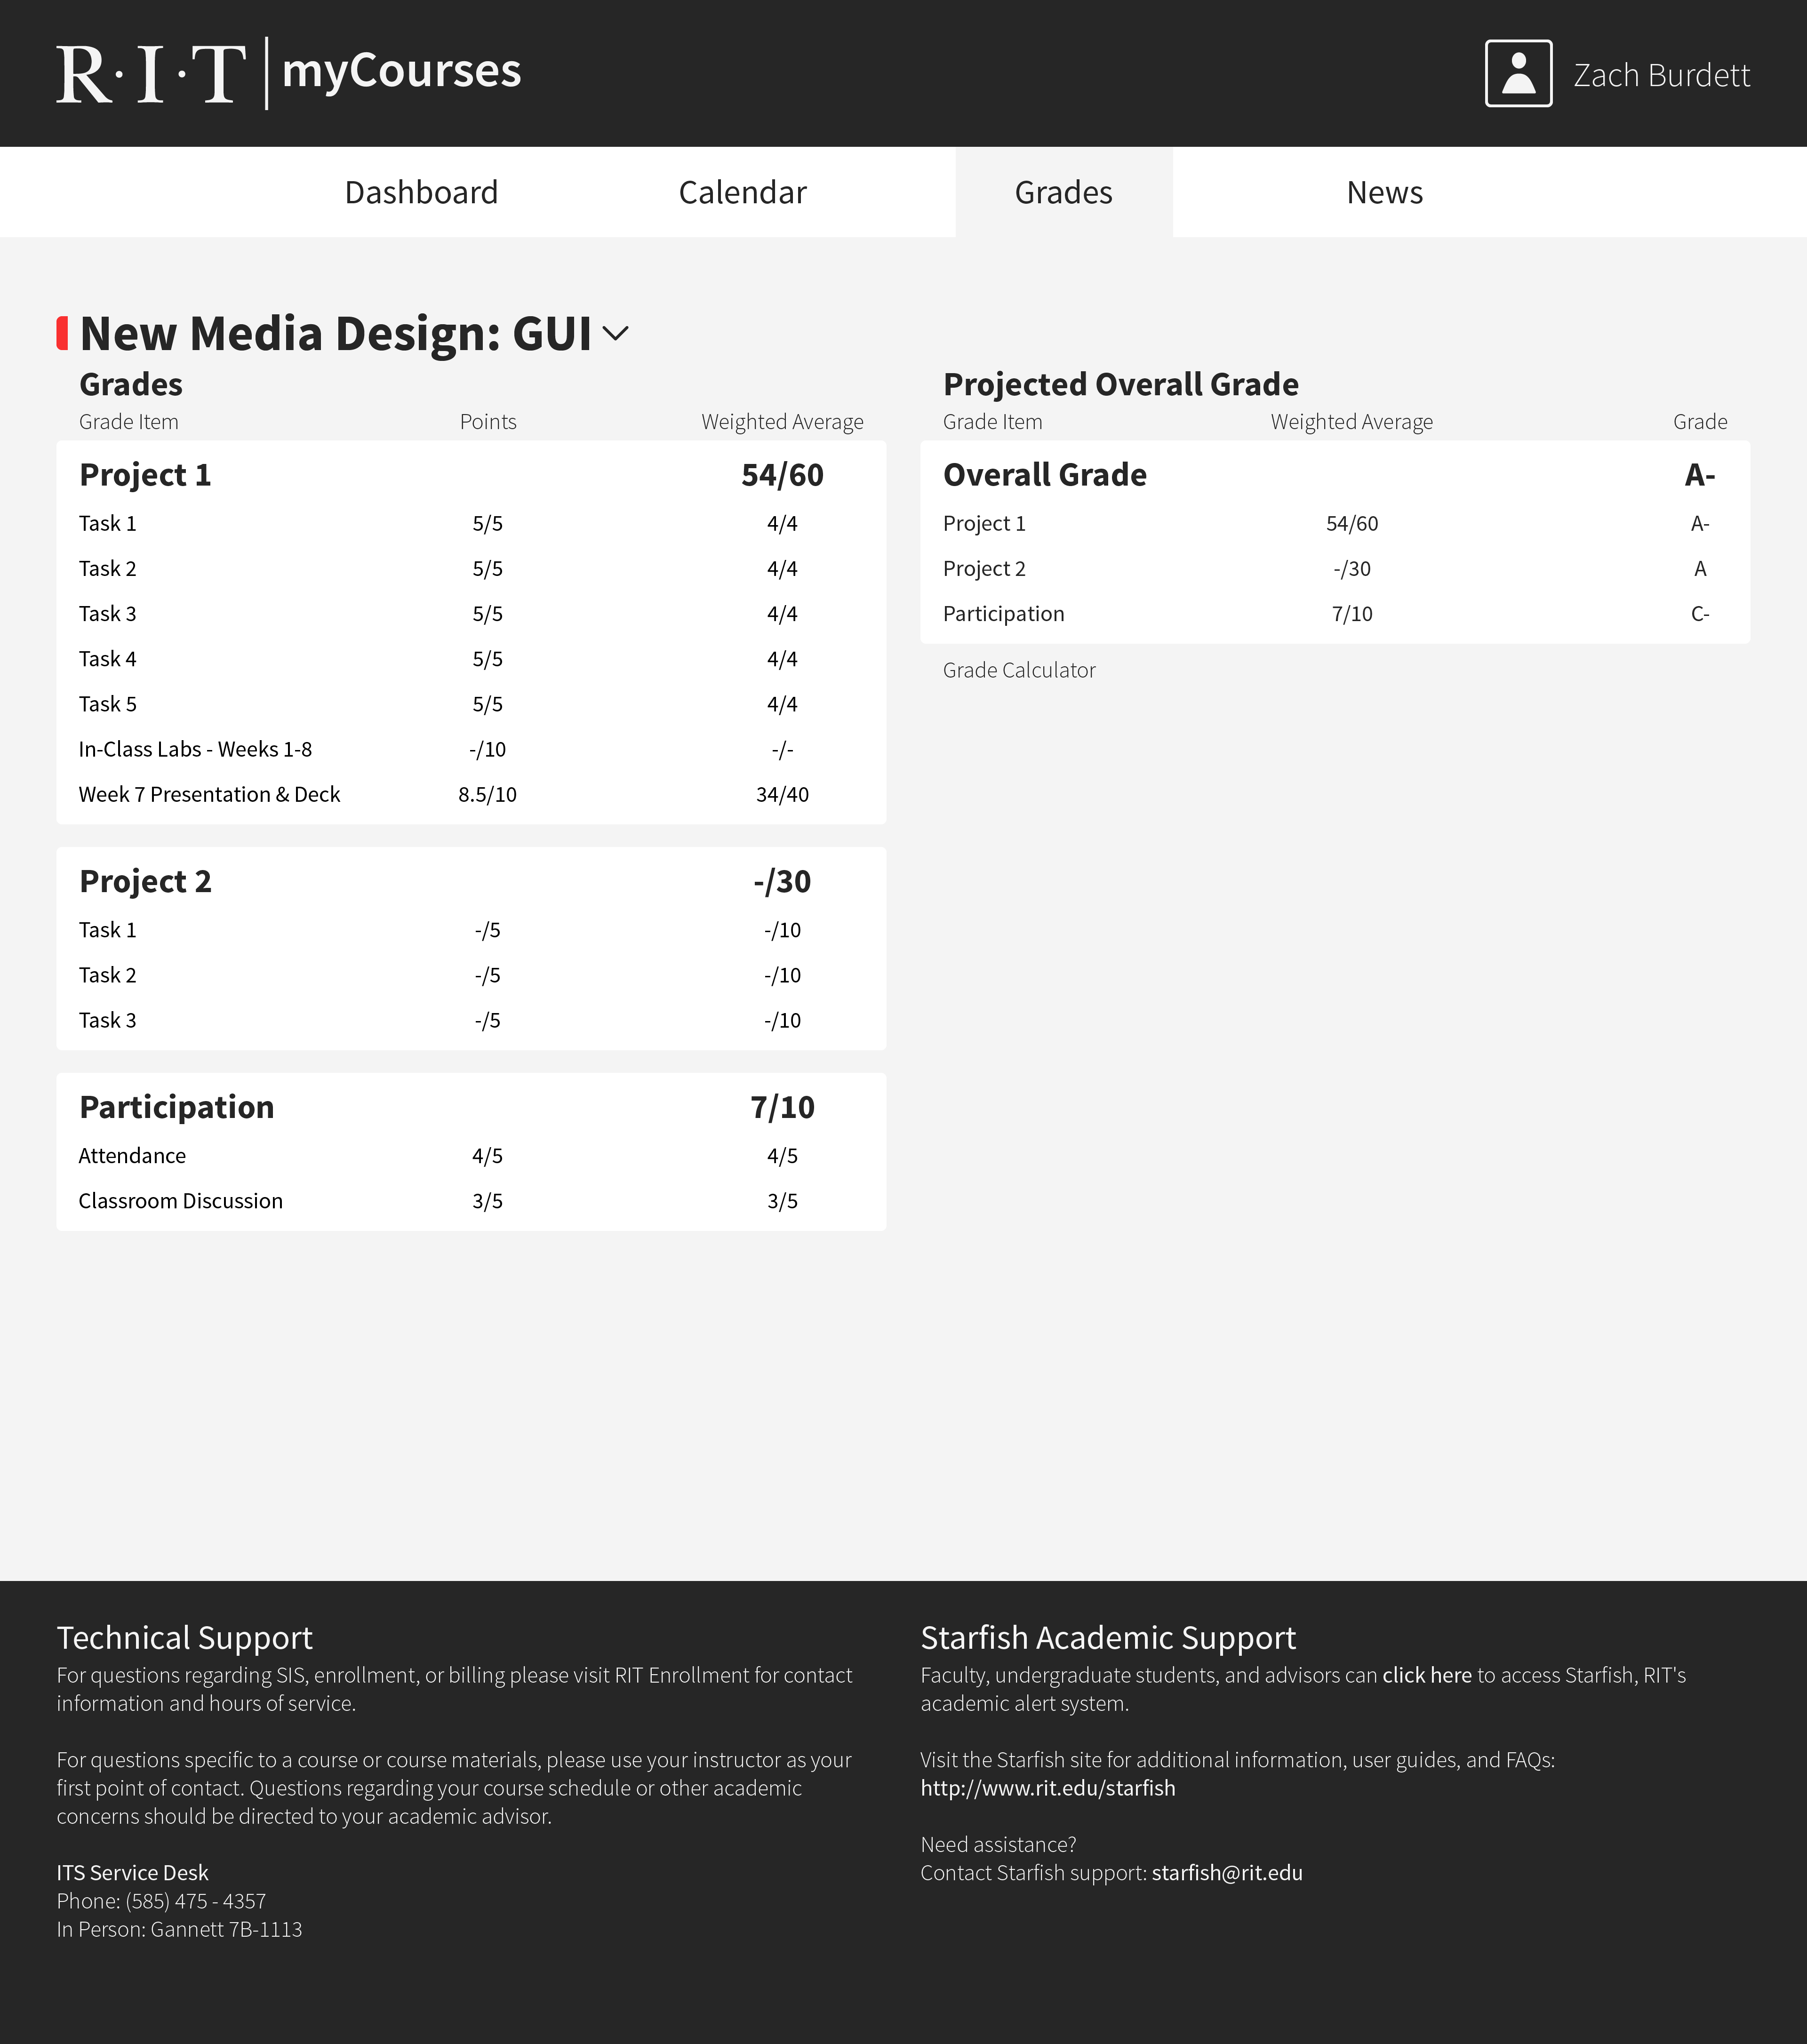 R·I·T myCourses
Zach Burdett
Dashboard Calendar Grades News
New Media Design: GUI
Grades
Grade Item Points Weighted Average
Project 1 54/60
Task 1 5/5 4/4
Task 2 5/5 4/4
Task 3 5/5 4/4
Task 4 5/5 4/4
Task 5 5/5 4/4
In-Class Labs - Weeks 1-8 -/10 -/-
Week 7 Presentation & Deck 8.5/10 34/40
Project 2 -/30
Task 1 -/5 -/10
Task 2 -/5 -/10
Task 3 -/5 -/10
Participation 7/10
Attendance 4/5 4/5
Classroom Discussion 3/5 3/5
Projected Overall Grade
Grade Item Weighted Average Grade
Overall Grade A-
Project 1 54/60 A-
Project 2 -/30 A
Participation 7/10 C-
Grade Calculator
Technical Support
For questions regarding SIS, enrollment, or billing please visit RIT Enrollment for contact
information and hours of service.
For questions specific to a course or course materials, please use your instructor as your
first point of contact. Questions regarding your course schedule or other academic
concerns should be directed to your academic advisor.
ITS Service Desk
Phone: (585) 475 - 4357
In Person: Gannett 7B-1113
Starfish Academic Support
Faculty, undergraduate students, and advisors can click here to access Starfish, RIT's
academic alert system.
Visit the Starfish site for additional information, user guides, and FAQs:
http://www.rit.edu/starfish
Need assistance?
Contact Starfish support: starfish@rit.edu